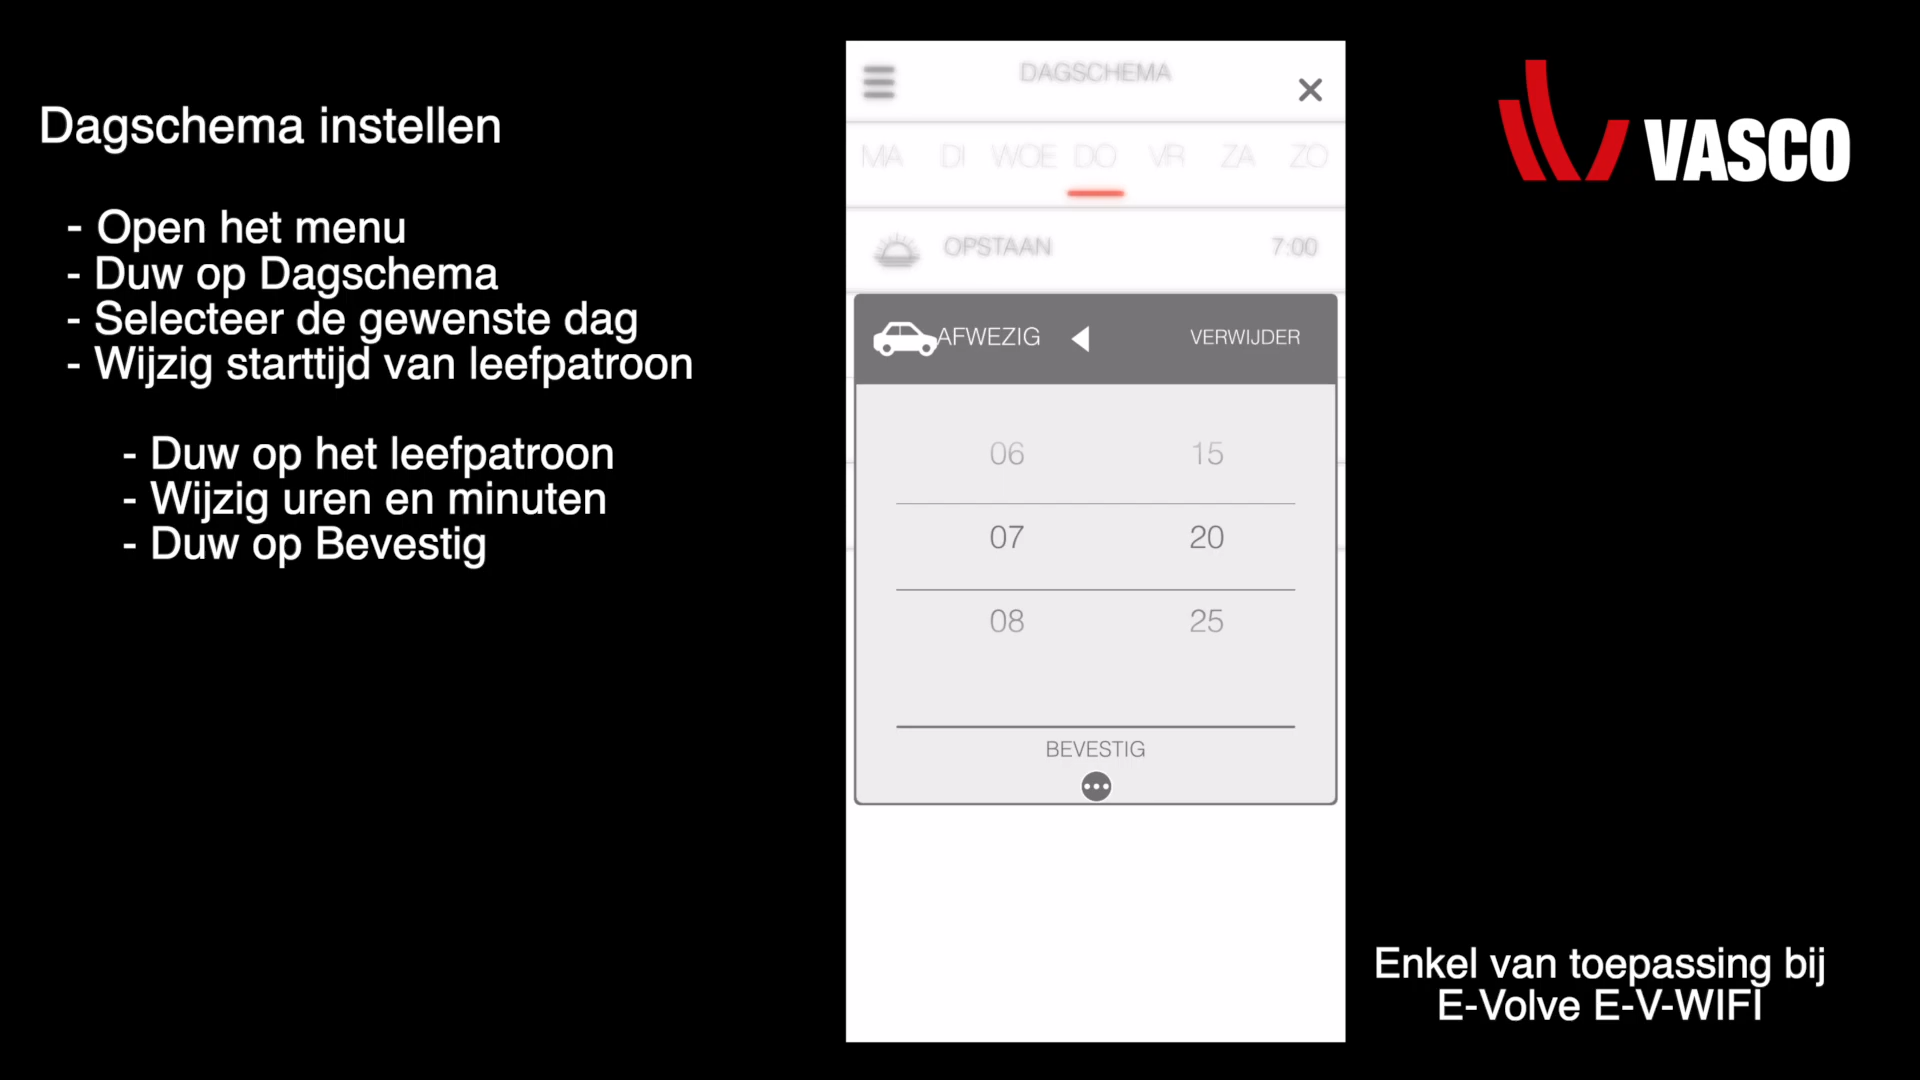 Dagschema instellen
- Open het menu
- Duw op Dagschema
- Selecteer de gewenste dag
- Wijzig starttijd van leefpatroon
- Duw op het leefpatroon
- Wijzig uren en minuten
- Duw op Bevestig
DAGSCHEMA
MA DI WOE DO VR ZA ZO
OPSTAAN 7:00
AFWEZIG VERWIJDER
06 15
07 20
08 25
BEVESTIG
VASCO
Enkel van toepassing bij
E-Volve E-V-WIFI